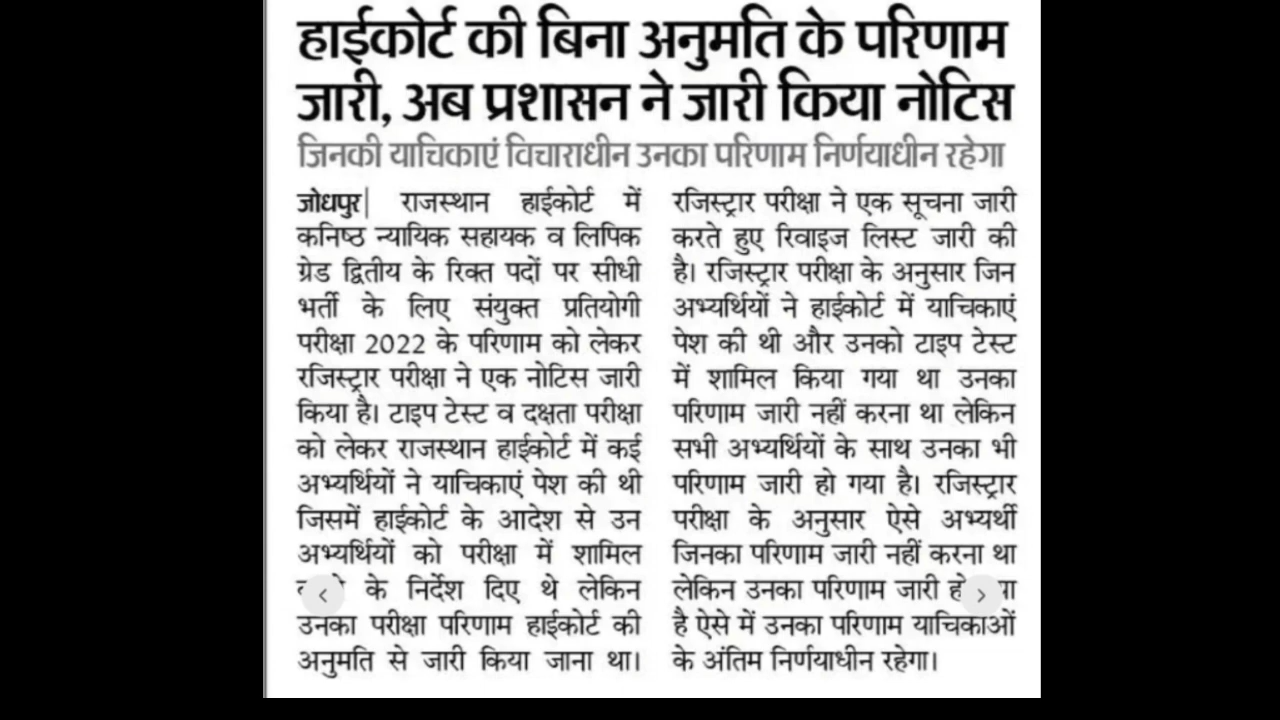 हाईकोर्ट की बिना अनुमति के परिणाम
जारी, अब प्रशासन ने जारी किया नोटिस
जिनकी याचिकाएं विचाराधीन उनका परिणाम निर्णयाधीन रहेगा
जोधपुर| राजस्थान हाईकोर्ट में
कनिष्ठ न्यायिक सहायक व लिपिक
ग्रेड द्वितीय के रिक्त पदों पर सीधी
भर्ती के लिए संयुक्त प्रतियोगी
परीक्षा 2022 के परिणाम को लेकर
रजिस्ट्रार परीक्षा ने एक नोटिस जारी
किया है। टाइप टेस्ट व दक्षता परीक्षा
को लेकर राजस्थान हाईकोर्ट में कई
अभ्यर्थियों ने याचिकाएं पेश की थी
जिसमें हाईकोर्ट के आदेश से उन
अभ्यर्थियों को परीक्षा में शामिल
के निर्देश दिए थे लेकिन
उनका परीक्षा परिणाम हाईकोर्ट की
अनुमति से जारी किया जाना था।
रजिस्ट्रार परीक्षा ने एक सूचना जारी
करते हुए रिवाइज लिस्ट जारी की
है। रजिस्ट्रार परीक्षा के अनुसार जिन
अभ्यर्थियों ने हाईकोर्ट में याचिकाएं
पेश की थी और उनको टाइप टेस्ट
में शामिल किया गया था उनका
परिणाम जारी नहीं करना था लेकिन
सभी अभ्यर्थियों के साथ उनका भी
परिणाम जारी हो गया है। रजिस्ट्रार
परीक्षा के अनुसार ऐसे अभ्यर्थी
जिनका परिणाम जारी नहीं करना था
लेकिन उनका परिणाम जारी हो
है ऐसे में उनका परिणाम याचिकाओं
के अंतिम निर्णयाधीन रहेगा।